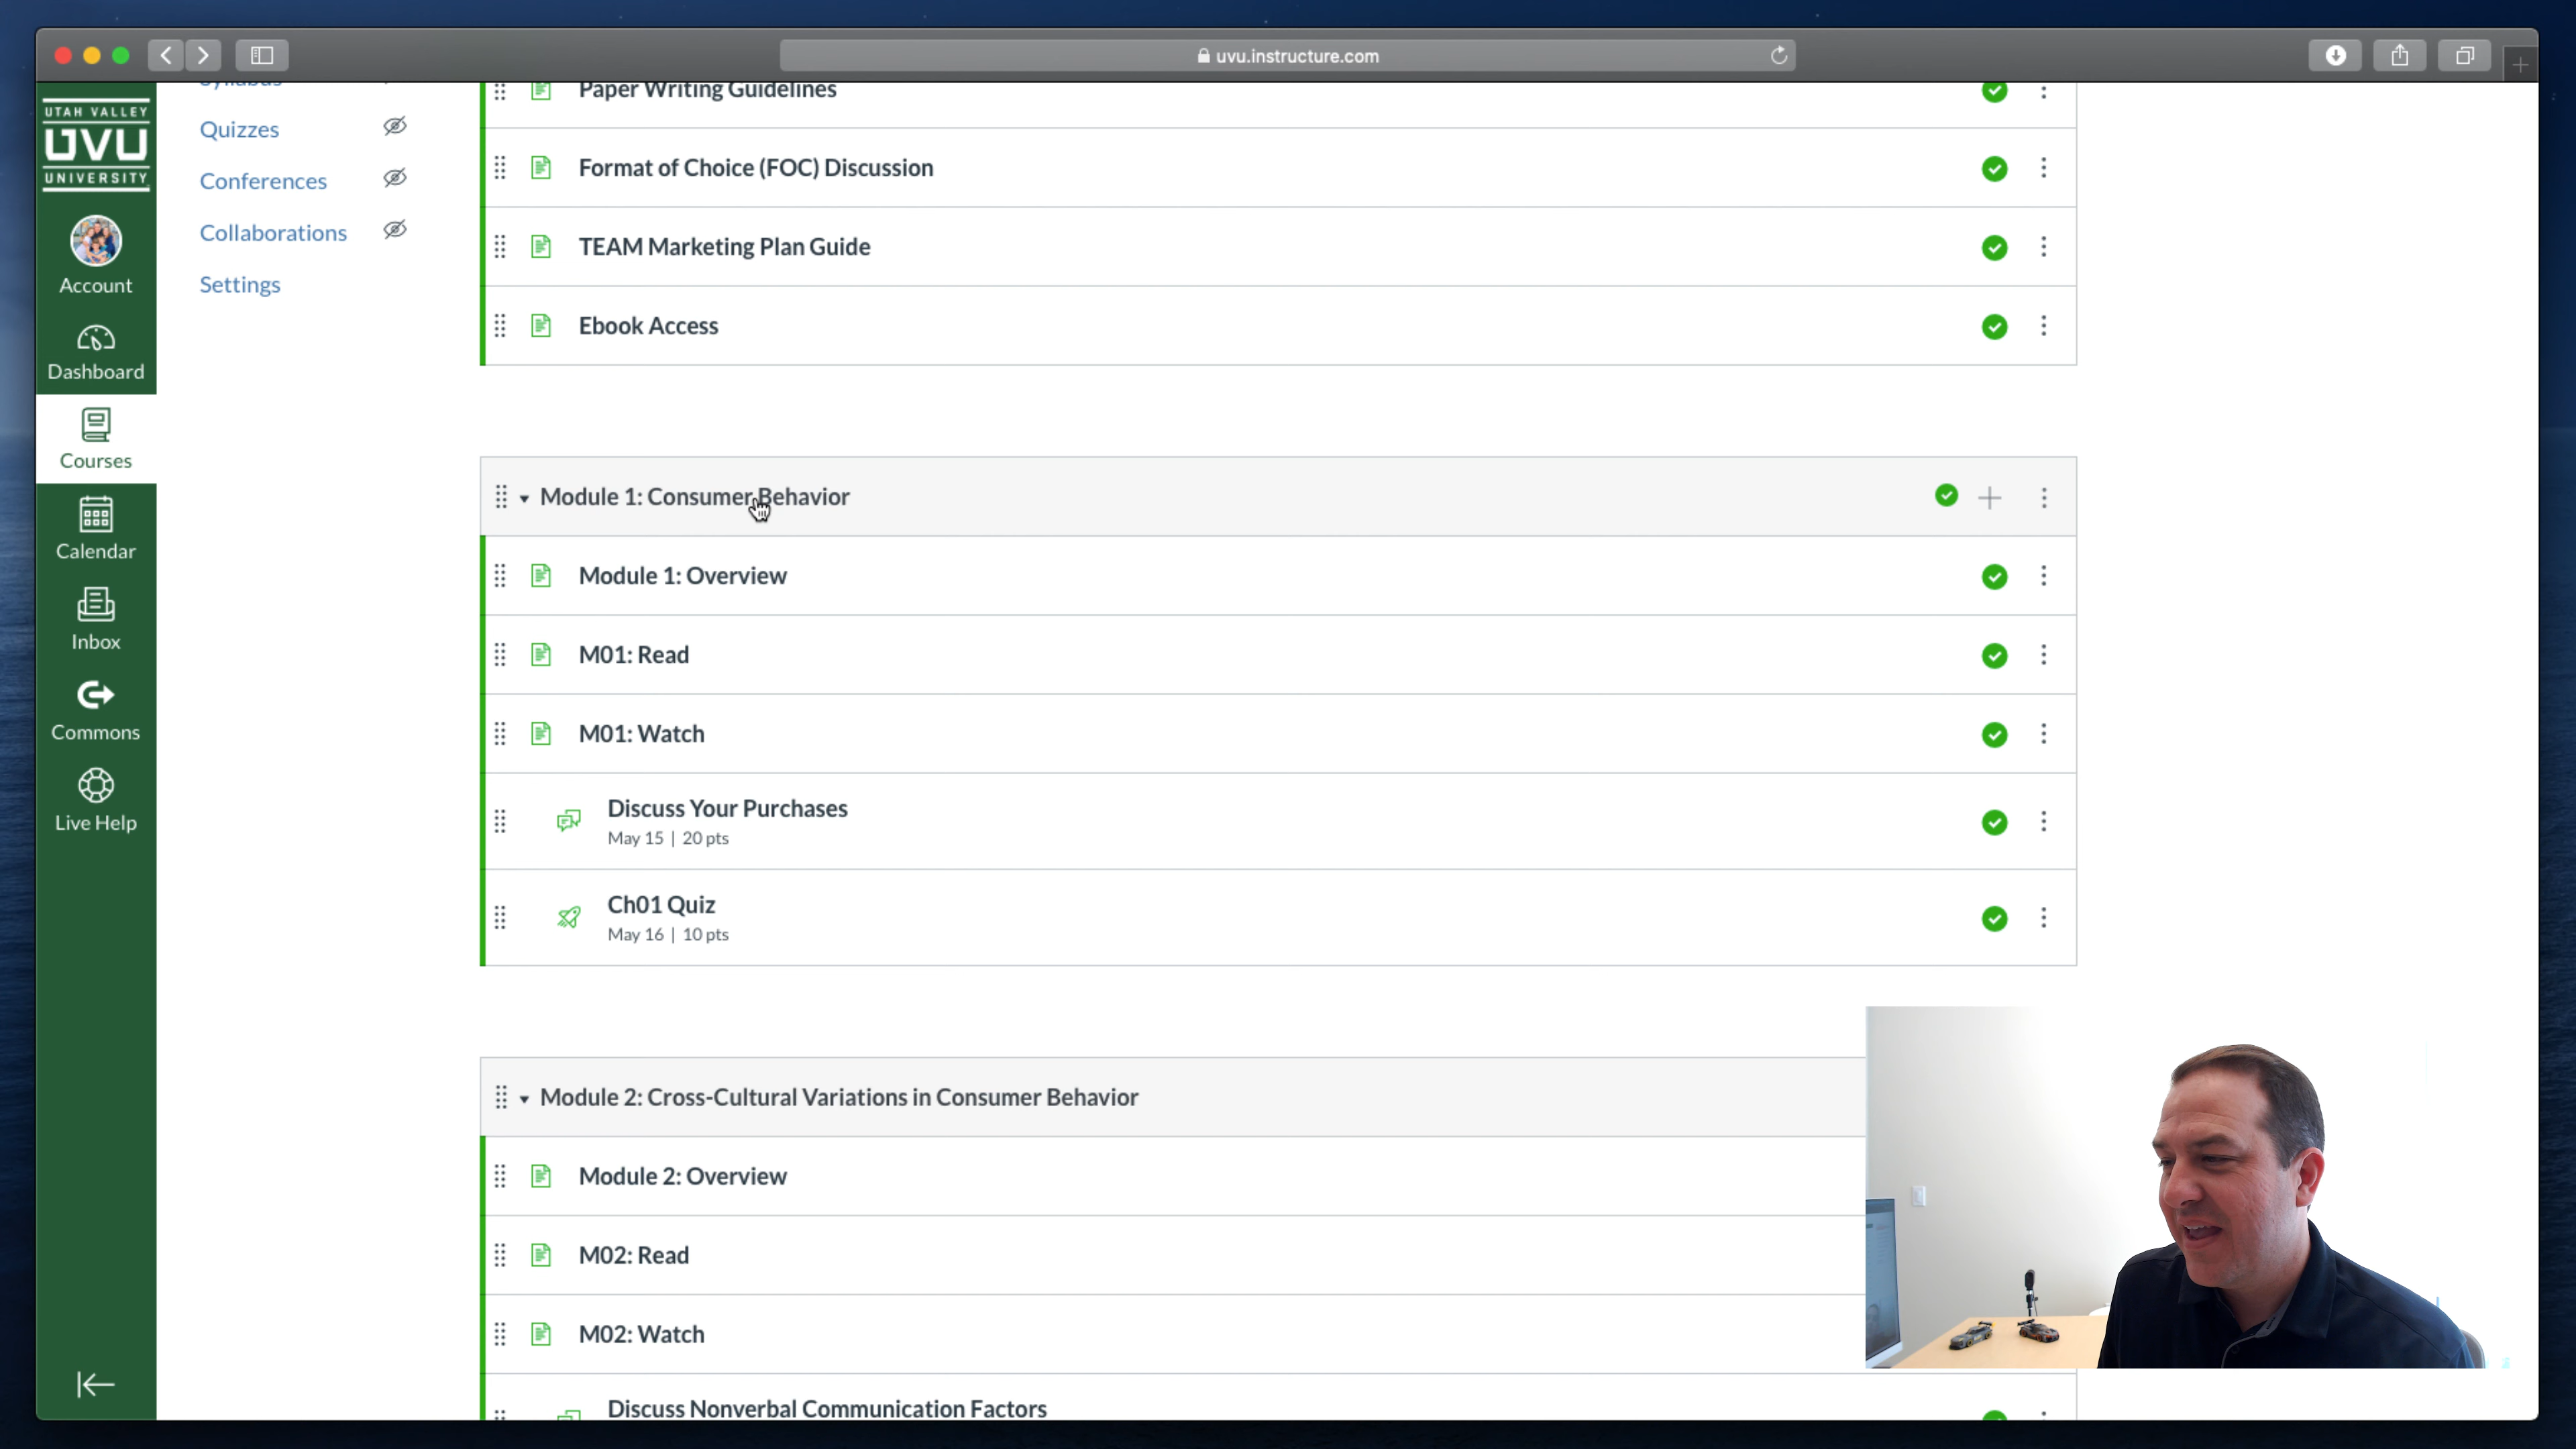 uvu.instructure.com
UTAH VALLEY
UVU
UNIVERSITY
Account
Dashboard
Courses
Calendar
Inbox
Commons
Live Help
Syllabus
Quizzes
Conferences
Collaborations
Settings
Paper Writing Guidelines
Format of Choice (FOC) Discussion
TEAM Marketing Plan Guide
Ebook Access
Module 1: Consumer Behavior
Module 1: Overview
M01: Read
M01: Watch
Discuss Your Purchases
May 15 | 20 pts
Ch01 Quiz
May 16 | 10 pts
Module 2: Cross-Cultural Variations in Consumer Behavior
Module 2: Overview
M02: Read
M02: Watch
Discuss Nonverbal Communication Factors